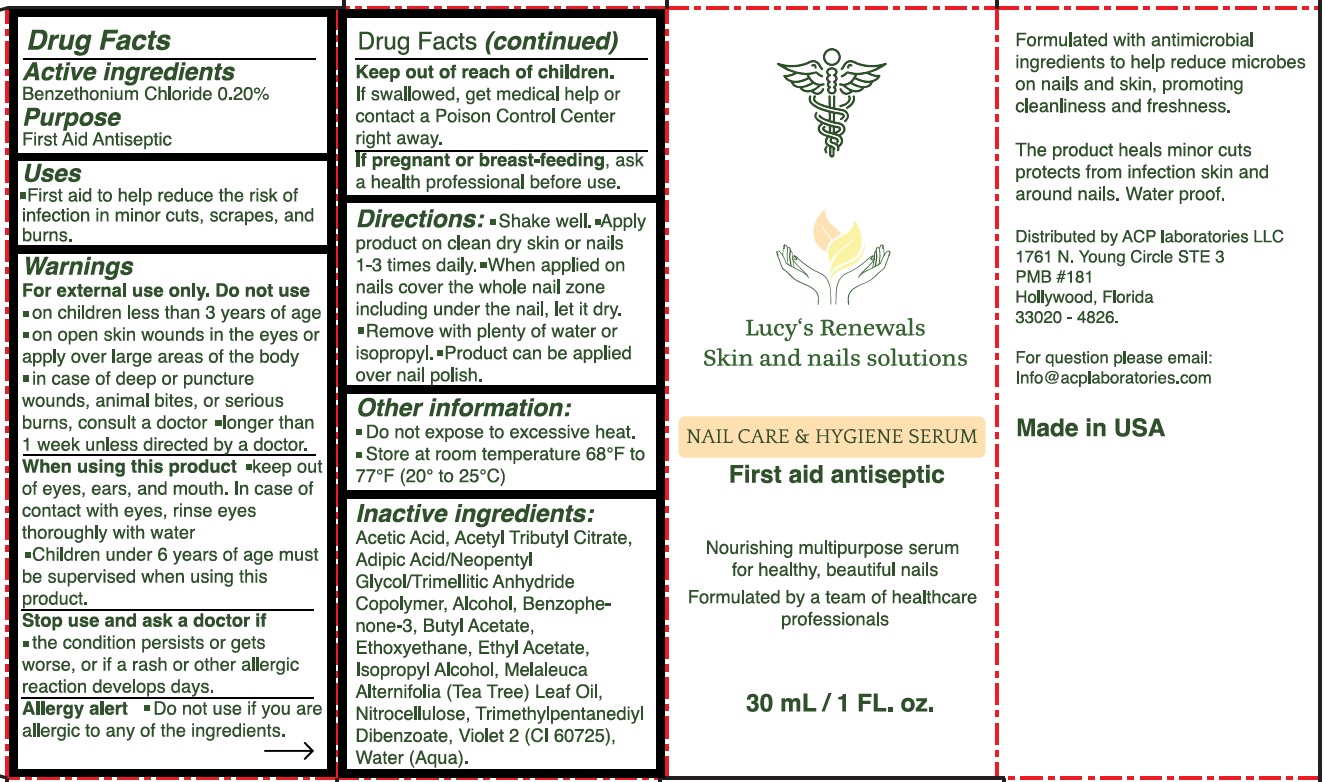 Drug Facts
Active ingredients
Benzethonium Chloride 0.20%
Purpose
First Aid Antiseptic
Uses
▪First aid to help reduce the risk of
infection in minor cuts, scrapes, and
burns.
Warnings
For external use only. Do not use
▪on children less than 3 years of age
▪on open skin wounds in the eyes or
apply over large areas of the body
▪in case of deep or puncture
wounds, animal bites, or serious
burns, consult a doctor ▪longer than
1 week unless directed by a doctor.
When using this product ▪keep out
of eyes, ears, and mouth. In case of
contact with eyes, rinse eyes
thoroughly with water
▪Children under 6 years of age must
be supervised when using this
product.
Stop use and ask a doctor if
▪the condition persists or gets
worse, or if a rash or other allergic
reaction develops days.
Allergy alert ▪Do not use if you are
allergic to any of the ingredients.
Drug Facts (continued)
Keep out of reach of children.
If swallowed, get medical help or
contact a Poison Control Center
right away.
If pregnant or breast-feeding, ask
a health professional before use.
Directions: ▪Shake well. ▪Apply
product on clean dry skin or nails
1-3 times daily. ▪When applied on
nails cover the whole nail zone
including under the nail, let it dry.
▪Remove with plenty of water or
isopropyl. ▪Product can be applied
over nail polish.
Other information:
▪Do not expose to excessive heat.
▪Store at room temperature 68°F to
77°F (20° to 25°C)
Inactive ingredients:
Acetic Acid, Acetyl Tributyl Citrate,
Adipic Acid/Neopentyl
Glycol/Trimellitic Anhydride
Copolymer, Alcohol, Benzophe-
none-3, Butyl Acetate,
Ethoxyethane, Ethyl Acetate,
Isopropyl Alcohol, Melaleuca
Alternifolia (Tea Tree) Leaf Oil,
Nitrocellulose, Trimethylpentanediyl
Dibenzoate, Violet 2 (CI 60725),
Water (Aqua).
Lucy‘s Renewals
Skin and nails solutions
NAIL CARE & HYGIENE SERUM
First aid antiseptic
Nourishing multipurpose serum
for healthy, beautiful nails
Formulated by a team of healthcare
professionals
30 mL / 1 FL. oz.
Formulated with antimicrobial
ingredients to help reduce microbes
on nails and skin, promoting
cleanliness and freshness.
The product heals minor cuts
protects from infection skin and
around nails. Water proof.
Distributed by ACP laboratories LLC
1761 N. Young Circle STE 3
PMB #181
Hollywood, Florida
33020 - 4826.
For question please email:
Info@acplaboratories.com
Made in USA